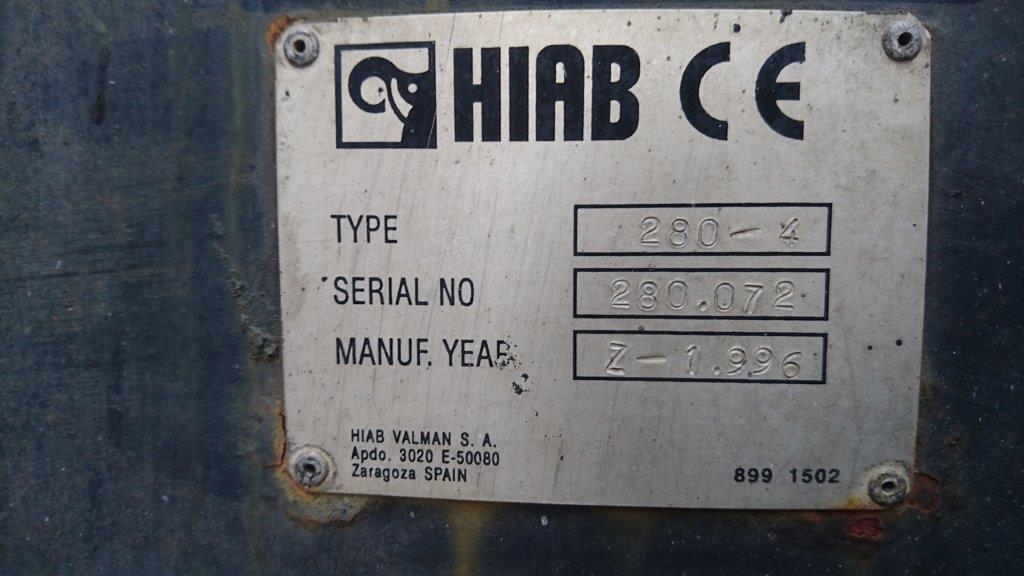 HIAB CE
TYPE 280-4
SERIAL NO 280.072
MANUF. YEAR Z-1.996
HIAB VALMAN S. A.
Apdo. 3020 E-50080
Zaragoza SPAIN
899 1502